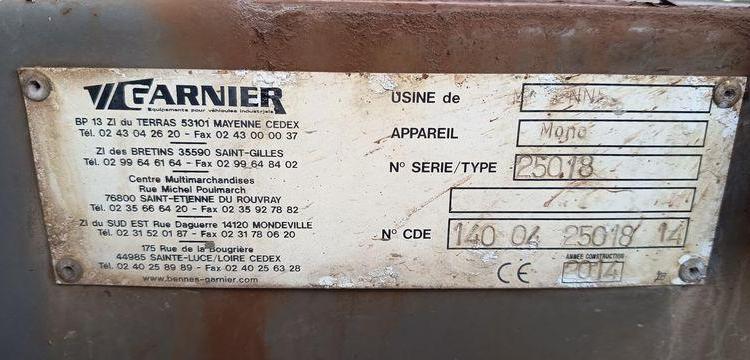 GARNIER
Equipements pour véhicules industriels
BP 13 ZI du TERRAS 53101 MAYENNE CEDEX
Tél. 02 43 04 26 20 - Fax 02 43 00 00 37
ZI des BRETINS 35590 SAINT-GILLES
Tél. 02 99 64 61 64 - Fax 02 99 64 84 02
Centre Multimarchandises
Rue Michel Poulmarch
76800 SAINT-ETIENNE DU ROUVRAY
Tél. 02 35 66 64 20 - Fax 02 35 92 78 82
ZI du SUD EST Rue Daguerre 14120 MONDEVILLE
Tél. 02 31 52 01 87 - Fax 02 31 78 06 20
175 Rue de la Bougrière
44985 SAINTE-LUCE/LOIRE CEDEX
Tél. 02 40 25 89 89 - Fax 02 40 25 63 28
www.bennes-garnier.com
USINE de
APPAREIL Mono
N° SERIE/TYPE 250.18
N° CDE 140 04 25018 14
ANNEE CONSTRUCTION
CE 2014